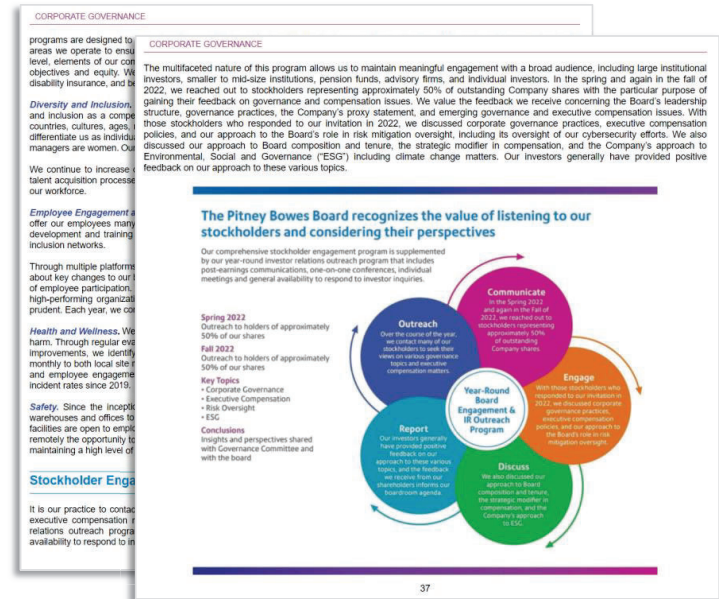 CORPORATE GOVERNANCE
programs are designed to
areas we operate to ensu
level, elements of our con
objectives and equity. We
disability insurance, and be
Diversity and Inclusion.
and inclusion as a compe
countries, cultures, ages,
differentiate us as individu
managers are women. Our
We continue to increase
talent acquisition processe
our workforce.
Employee Engagement a
offer our employees many
development and training
inclusion networks.
Through multiple platforms
about key changes to our
of employee participation.
high-performing organizati
prudent. Each year, we con
Health and Wellness. We
harm. Through regular eva
improvements, we identify
monthly to both local site
and employee engageme
incident rates since 2019.
Safety. Since the inceptio
warehouses and offices to
facilities are open to emplo
remotely the opportunity to
maintaining a high level of
Stockholder Enga
It is our practice to contac
executive compensation
relations outreach progra
availability to respond to in
CORPORATE GOVERNANCE
The multifaceted nature of this program allows us to maintain meaningful engagement with a broad audience, including large institutional
investors, smaller to mid-size institutions, pension funds, advisory firms, and individual investors. In the spring and again in the fall of
2022, we reached out to stockholders representing approximately 50% of outstanding Company shares with the particular purpose of
gaining their feedback on governance and compensation issues. We value the feedback we receive concerning the Board's leadership
structure, governance practices, the Company's proxy statement, and emerging governance and executive compensation issues. With
those stockholders who responded to our invitation in 2022, we discussed corporate governance practices, executive compensation
policies, and our approach to the Board's role in risk mitigation oversight, including its oversight of our cybersecurity efforts. We also
discussed our approach to Board composition and tenure, the strategic modifier in compensation, and the Company's approach to
Environmental, Social and Governance ("ESG") including climate change matters. Our investors generally have provided positive
feedback on our approach to these various topics.
The Pitney Bowes Board recognizes the value of listening to our
stockholders and considering their perspectives
Our comprehensive stockholder engagement program is supplemented
by our year-round investor relations outreach program that includes
post-earnings communications, one-on-one conferences, individual
meetings and general availability to respond to investor inquiries.
Spring 2022
Outreach to holders of approximately
50% of our shares
Fall 2022
Outreach to holders of approximately
50% of our shares
Key Topics
• Corporate Governance
• Executive Compensation
• Risk Oversight
• ESG
Conclusions
Insights and perspectives shared
with Governance Committee and
with the board
Communicate
In the Spring 2022
and again in the Fall of
2022, we reached out to
stockholders representing
approximately 50%
of outstanding
Company shares.
Outreach
Over the course of the year,
we contact many of our
stockholders to seek their
views on various governance
topics and executive
compensation matters.
Engage
With those stockholders who
responded to our invitation in
2022, we discussed corporate
governance practices,
executive compensation
policies, and our approach to
the Board's role in risk
mitigation oversight.
Year-Round
Board
Engagement &
IR Outreach
Program
Report
Our investors generally
have provided positive
feedback on our
approach to these various
topics, and the feedback
we receive from our
shareholders informs our
boardroom agenda.
Discuss
We also discussed our
approach to Board
composition and tenure,
the strategic modifier in
compensation, and the
Company's approach
to ESG.
37